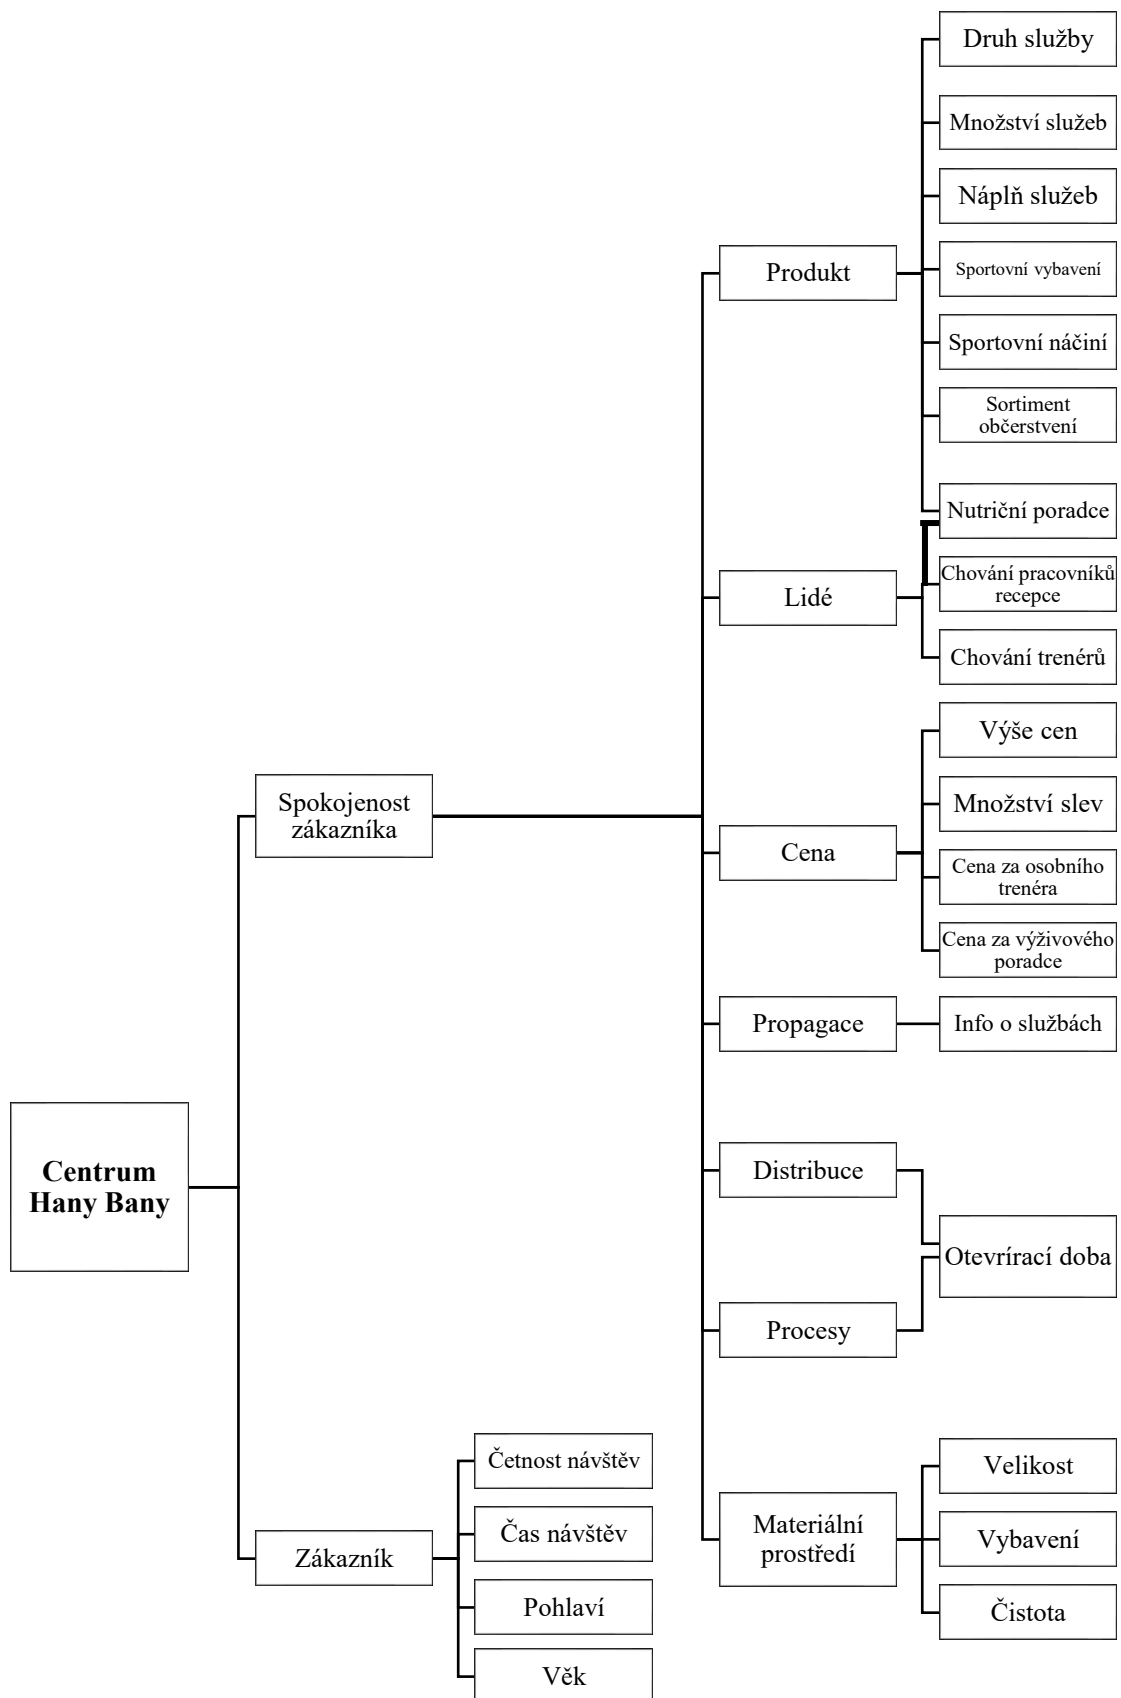 Druh služby
Množství služeb
Náplň služeb
Produkt
Sportovní vybavení
Sportovní náčiní
Sortiment
občerstvení
Nutriční poradce
Lidé
Chování pracovníků
recepce
Chování trenérů
Výše cen
Spokojenost
zákazníka
Množství slev
Cena
Cena za osobního
trenéra
Cena za výživového
poradce
Propagace
Info o službách
Centrum
Hany Bany
Distribuce
Otevrírací doba
Procesy
Četnost návštěv
Velikost
Čas návštěv
Materiální
prostředí
Vybavení
Zákazník
Pohlaví
Čistota
Věk